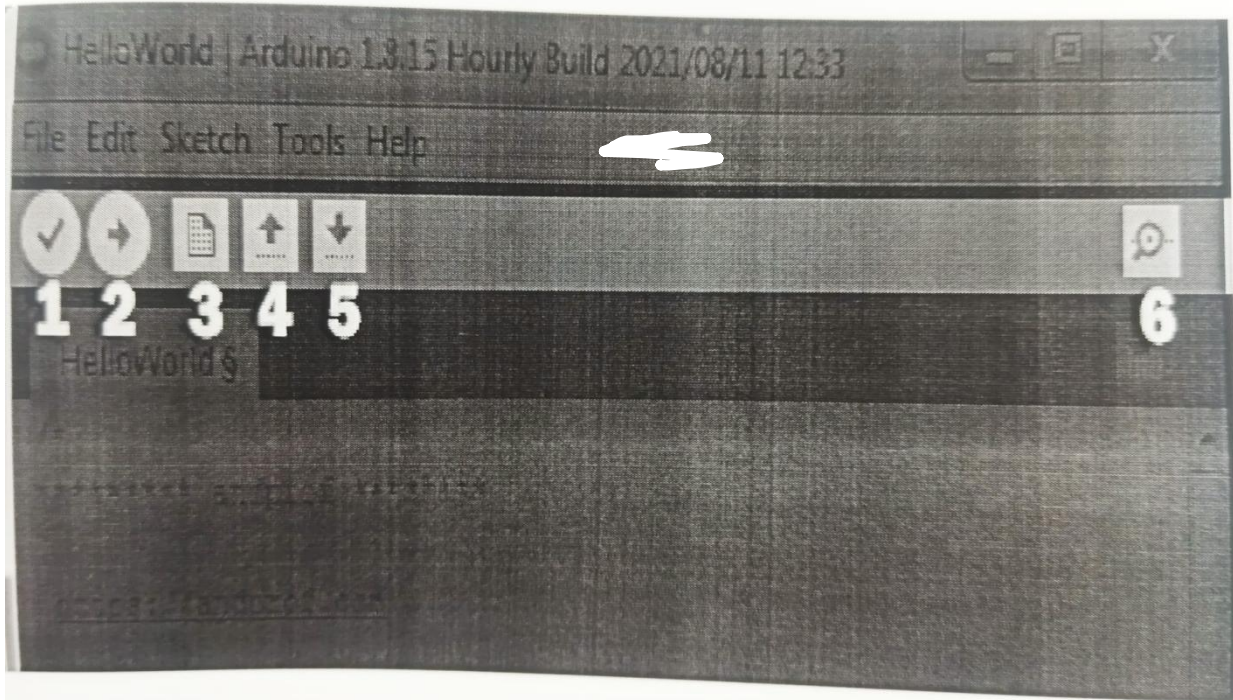 HelloWorld | Arduino 1.8.15 Hourly Build 2021/08/11 12:33
File Edit Sketch Tools Help
1 2 3 4 5 6
HelloWorld §